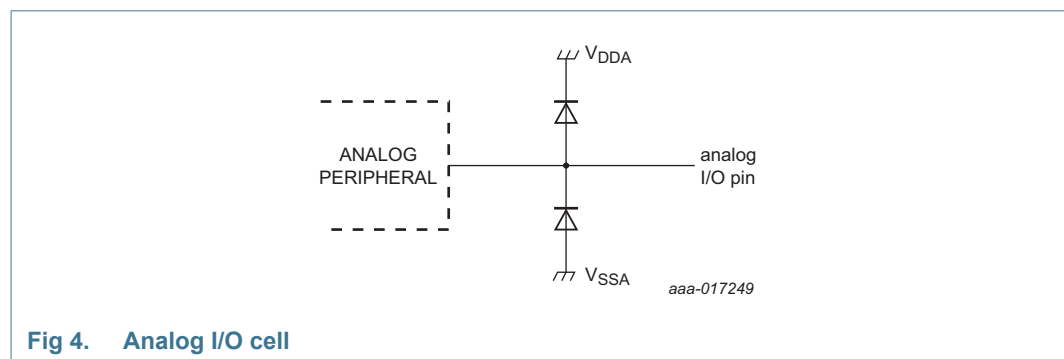 VDDA
ANALOG
PERIPHERAL
analog
I/O pin
VSSA
aaa-017249
Fig 4. Analog I/O cell